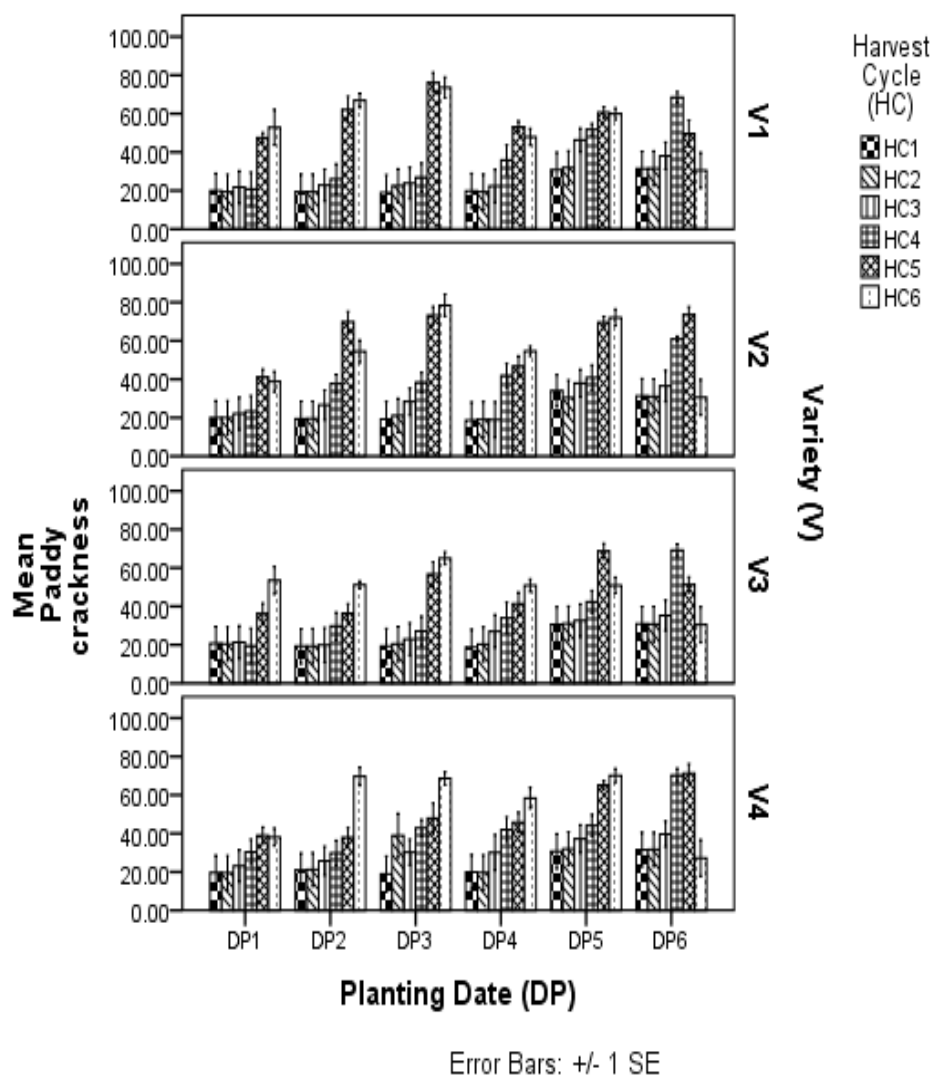 100.00
80.00
60.00
40.00
20.00
0.00
V1
100.00
80.00
60.00
40.00
20.00
0.00
V2
100.00
80.00
60.00
40.00
20.00
0.00
V3
100.00
80.00
60.00
40.00
20.00
0.00
V4
Mean
Paddy
crackness
Variety (V)
Harvest
Cycle
(HC)
HC1
HC2
HC3
HC4
HC5
HC6
DP1 DP2 DP3 DP4 DP5 DP6
Planting Date (DP)
Error Bars: +/- 1 SE